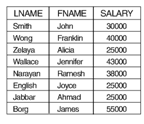 LNAME FNAME SALARY
Smith John 30000
Wong Franklin 40000
Zelaya Alicia 25000
Wallace Jennifer 43000
Narayan Ramesh 38000
English Joyce 25000
Jabbar Ahmad 25000
Borg James 55000